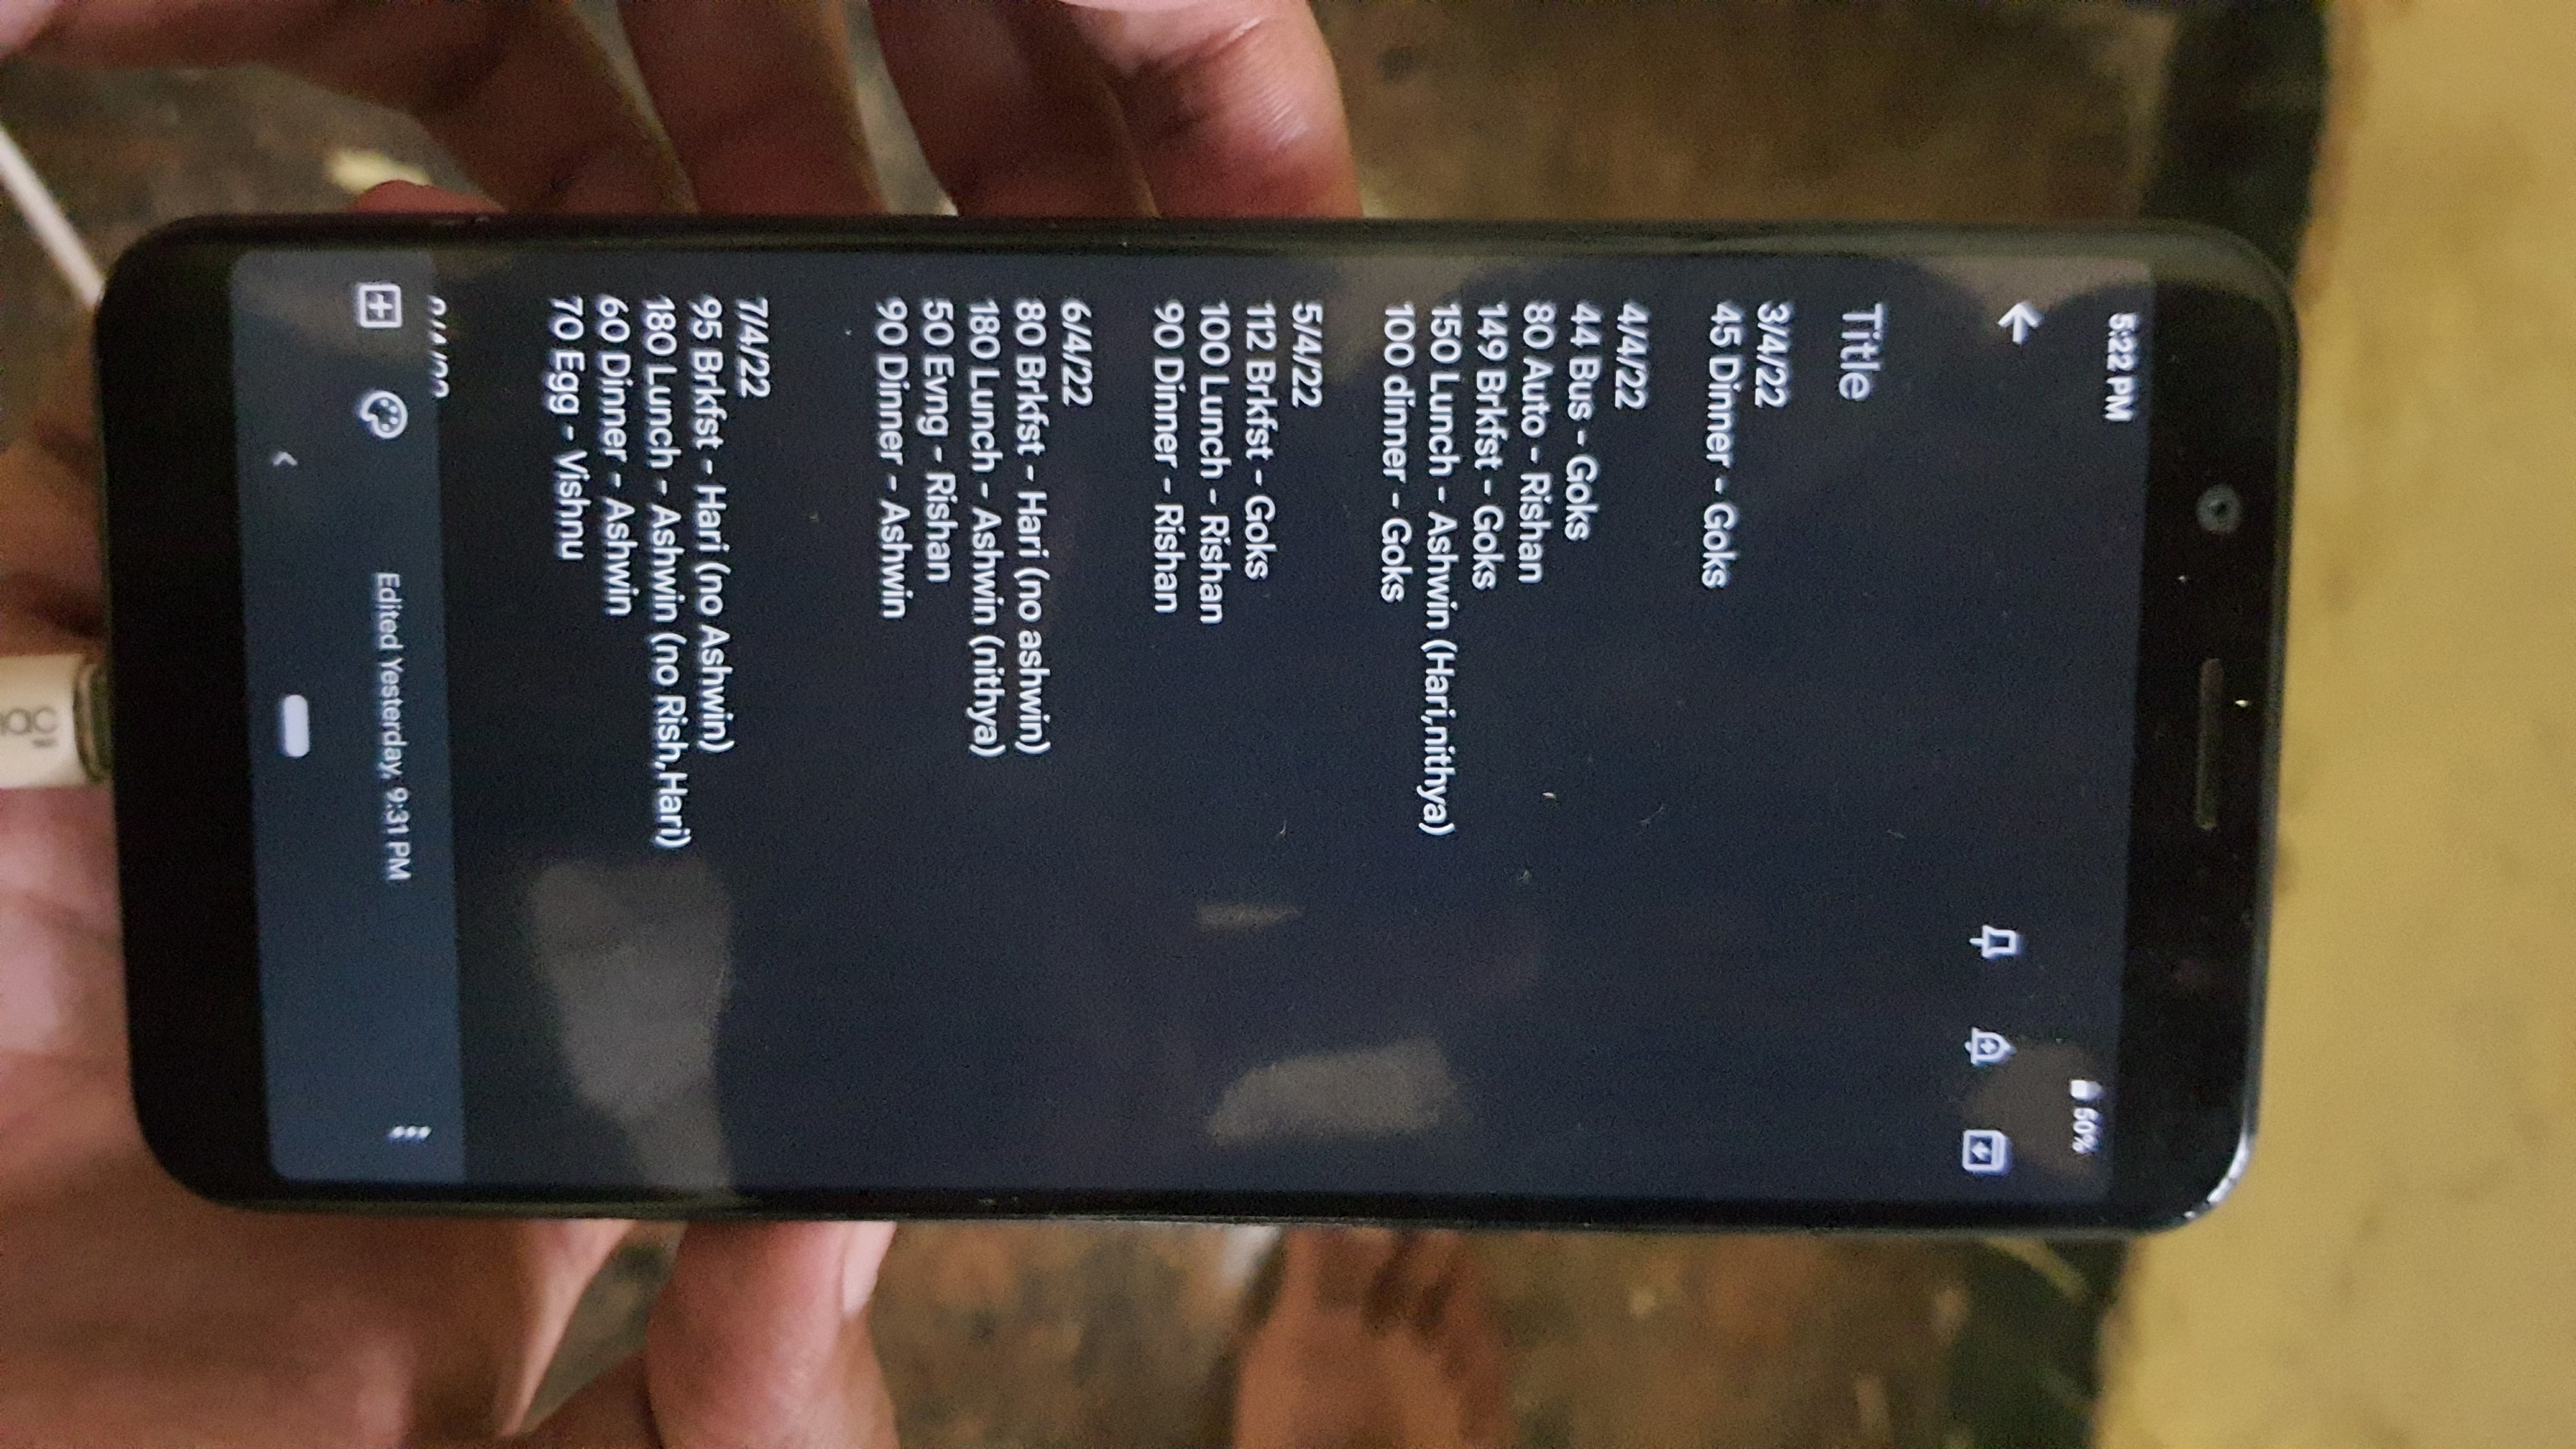 5:22 PM
50%
Title
3/4/22
45 Dinner - Goks
4/4/22
44 Bus - Goks
80 Auto - Rishan
149 Brkfst - Goks
150 Lunch - Ashwin (Hari,nithya)
100 dinner - Goks
5/4/22
112 Brkfst - Goks
100 Lunch - Rishan
90 Dinner - Rishan
6/4/22
80 Brkfst - Hari (no ashwin)
180 Lunch - Ashwin (nithya)
50 Evng - Rishan
90 Dinner - Ashwin
7/4/22
95 Brkfst - Hari (no Ashwin)
180 Lunch - Ashwin (no Rish,Hari)
60 Dinner - Ashwin
70 Egg - Vishnu
Edited Yesterday, 9:31 PM